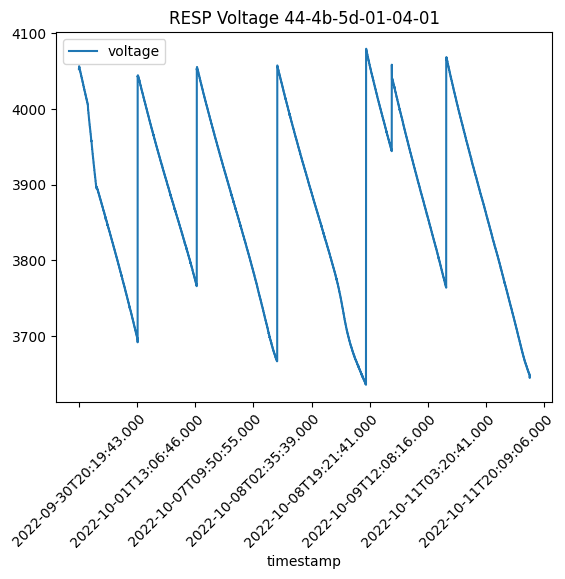 RESP Voltage 44-4b-5d-01-04-01
voltage
4100
4000
3900
3800
3700
2022-09-30T20:19:43.000
2022-10-01T13:06:46.000
2022-10-07T09:50:55.000
2022-10-08T02:35:39.000
2022-10-08T19:21:41.000
2022-10-09T12:08:16.000
2022-10-11T03:20:41.000
2022-10-11T20:09:06.000
timestamp